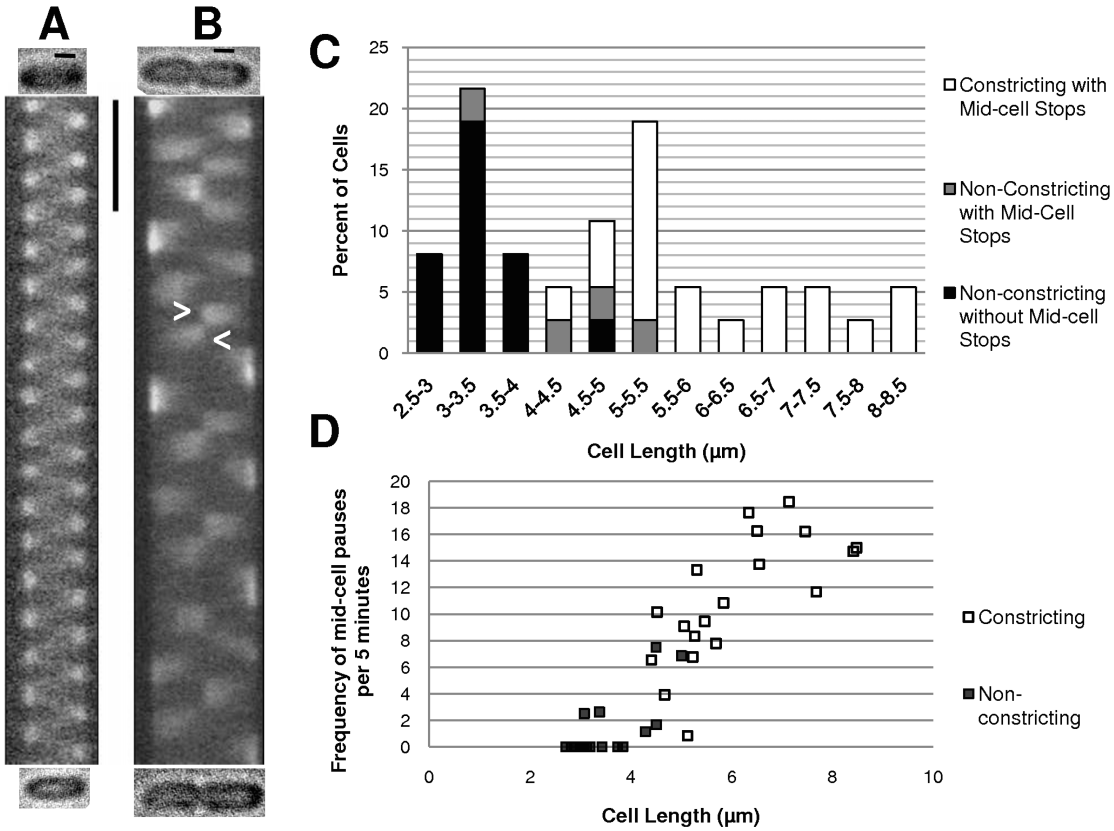 A
B
>
<
C
Percent of Cells
25
20
15
10
5
0
2.5-3
3-3.5
3.5-4
4-4.5
4.5-5
5-5.5
5.5-6
6-6.5
6.5-7
7-7.5
7.5-8
8-8.5
Cell Length (µm)
Constricting with
Mid-cell Stops
Non-Constricting
with Mid-Cell
Stops
Non-constricting
without Mid-cell
Stops
D
Frequency of mid-cell pauses
per 5 minutes
20
18
16
14
12
10
8
6
4
2
0
0
2
4
6
8
10
Cell Length (µm)
Constricting
Non-
constricting